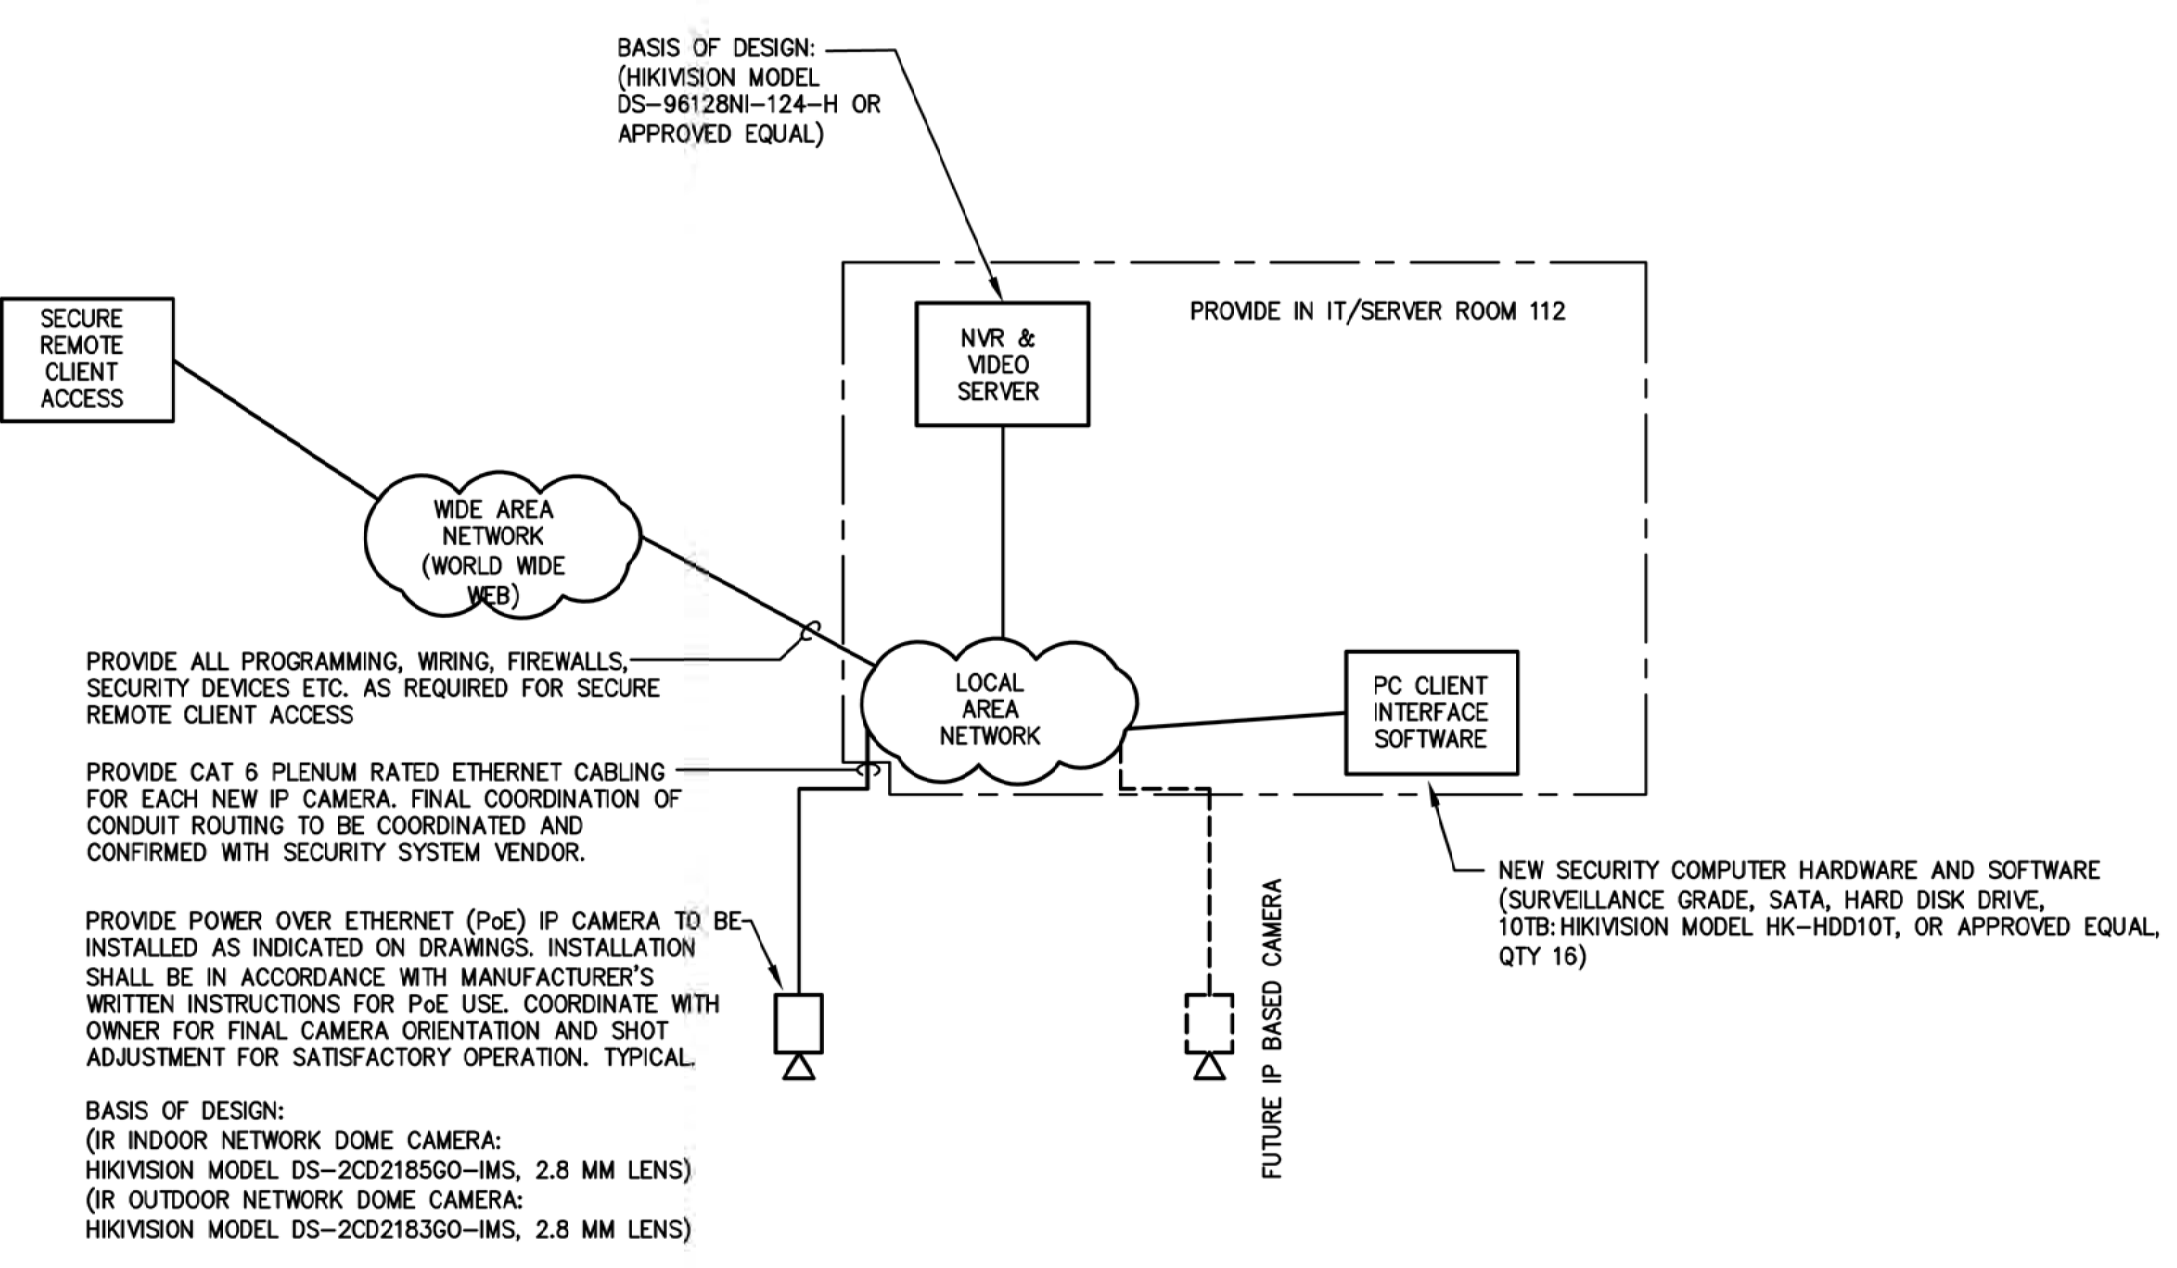 BASIS OF DESIGN:
(HIKIVISION MODEL
DS-96128NI-124-H OR
APPROVED EQUAL)
PROVIDE IN IT/SERVER ROOM 112
SECURE
REMOTE
CLIENT
ACCESS
NVR &
VIDEO
SERVER
WIDE AREA
NETWORK
(WORLD WIDE
WEB)
PROVIDE ALL PROGRAMMING, WIRING, FIREWALLS,
SECURITY DEVICES ETC. AS REQUIRED FOR SECURE
REMOTE CLIENT ACCESS
LOCAL
AREA
NETWORK
PC CLIENT
INTERFACE
SOFTWARE
PROVIDE CAT 6 PLENUM RATED ETHERNET CABLING
FOR EACH NEW IP CAMERA. FINAL COORDINATION OF
CONDUIT ROUTING TO BE COORDINATED AND
CONFIRMED WITH SECURITY SYSTEM VENDOR.
NEW SECURITY COMPUTER HARDWARE AND SOFTWARE
(SURVEILLANCE GRADE, SATA, HARD DISK DRIVE,
10TB: HIKIVISION MODEL HK-HDD10T, OR APPROVED EQUAL,
QTY 16)
PROVIDE POWER OVER ETHERNET (PoE) IP CAMERA TO BE
INSTALLED AS INDICATED ON DRAWINGS. INSTALLATION
SHALL BE IN ACCORDANCE WITH MANUFACTURER'S
WRITTEN INSTRUCTIONS FOR PoE USE. COORDINATE WITH
OWNER FOR FINAL CAMERA ORIENTATION AND SHOT
ADJUSTMENT FOR SATISFACTORY OPERATION. TYPICAL.
FUTURE IP BASED CAMERA
BASIS OF DESIGN:
(IR INDOOR NETWORK DOME CAMERA:
HIKIVISION MODEL DS-2CD2185GO-IMS, 2.8 MM LENS)
(IR OUTDOOR NETWORK DOME CAMERA:
HIKIVISION MODEL DS-2CD2183GO-IMS, 2.8 MM LENS)